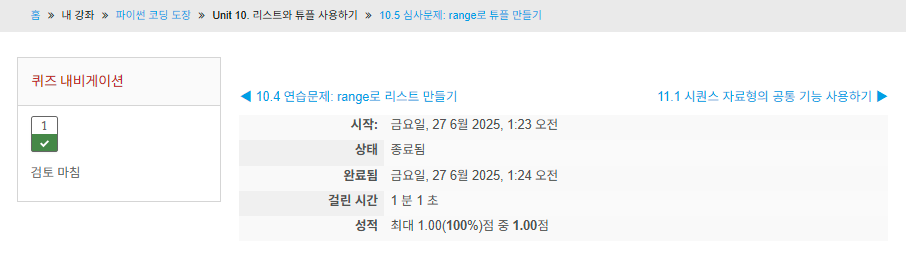 홈 » 내 강좌 » 파이썬 코딩 도장 » Unit 10. 리스트와 튜플 사용하기 » 10.5 심사문제: range로 튜플 만들기
퀴즈 내비게이션
1
검토 마침
◀ 10.4 연습문제: range로 리스트 만들기 11.1 시퀀스 자료형의 공통 기능 사용하기 ▶
시작: 금요일, 27 6월 2025, 1:23 오전
상태 종료됨
완료됨 금요일, 27 6월 2025, 1:24 오전
걸린 시간 1 분 1 초
성적 최대 1.00(100%)점 중 1.00점